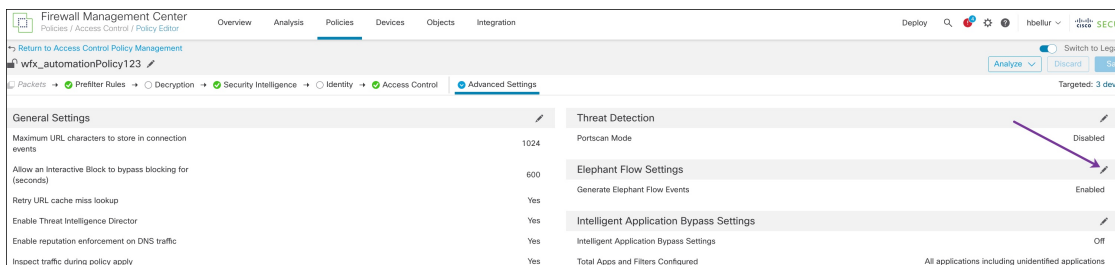 Firewall Management Center
Policies / Access Control / Policy Editor
Overview
Analysis
Policies
Devices
Objects
Integration
Deploy
hbellur
cisco SECU
Return to Access Control Policy Management
Switch to Lega
wfx_automationPolicy123
Analyze
Discard
Sa
Packets → Prefilter Rules → Decryption → Security Intelligence → Identity → Access Control
Advanced Settings
Targeted: 3 dev
General Settings
Maximum URL characters to store in connection
events
1024
Allow an Interactive Block to bypass blocking for
(seconds)
600
Retry URL cache miss lookup
Yes
Enable Threat Intelligence Director
Yes
Enable reputation enforcement on DNS traffic
Yes
Inspect traffic during policy apply
Yes
Threat Detection
Portscan Mode
Disabled
Elephant Flow Settings
Generate Elephant Flow Events
Enabled
Intelligent Application Bypass Settings
Intelligent Application Bypass Settings
Off
Total Apps and Filters Configured
All applications including unidentified applications